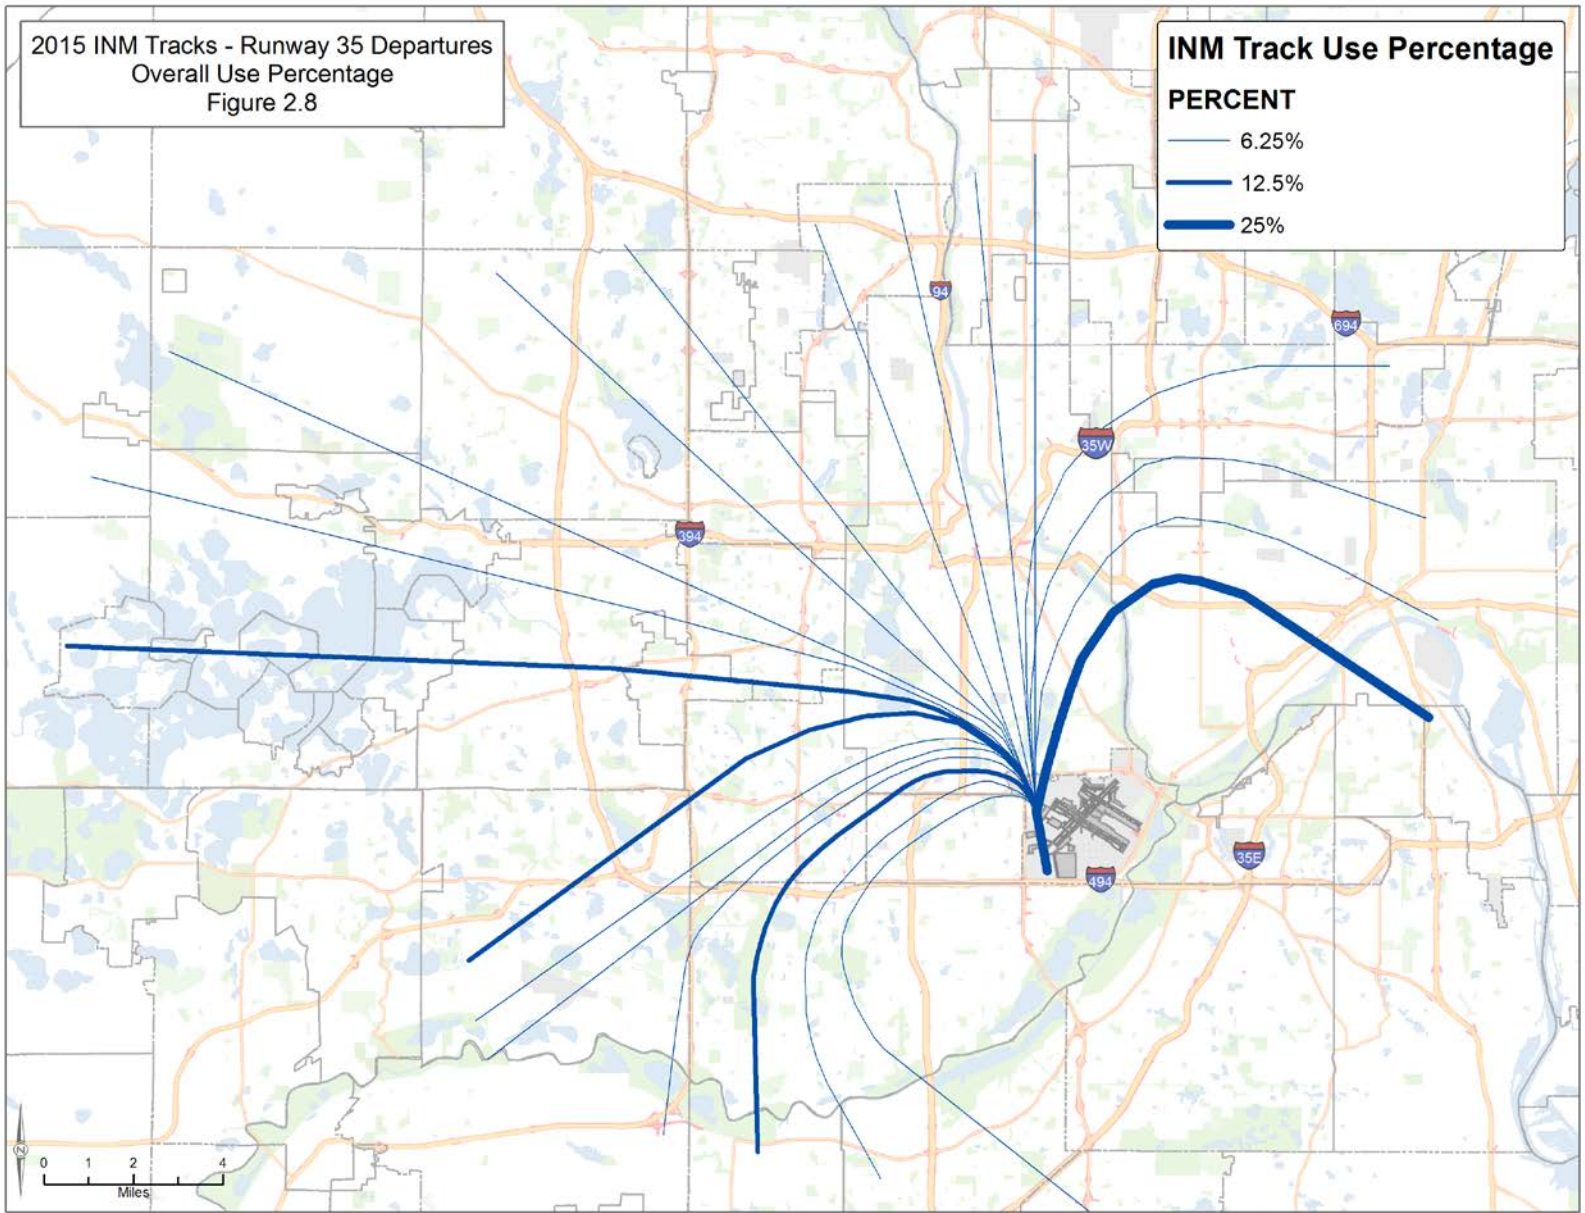 2015 INM Tracks - Runway 35 Departures
Overall Use Percentage
Figure 2.8
INM Track Use Percentage
PERCENT
6.25%
12.5%
25%
94
694
35W
394
35E
494
N
0 1 2 4
Miles